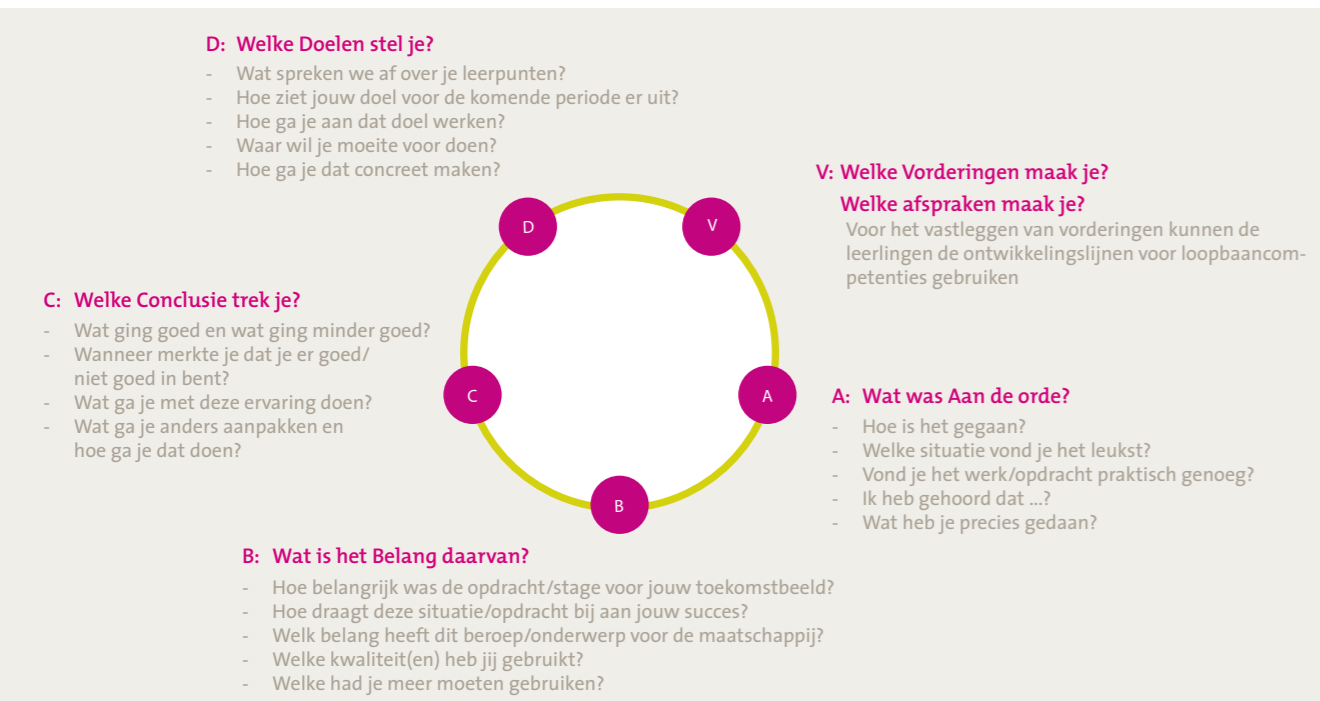 D: Welke Doelen stel je?
- Wat spreken we af over je leerpunten?
- Hoe ziet jouw doel voor de komende periode er uit?
- Hoe ga je aan dat doel werken?
- Waar wil je moeite voor doen?
- Hoe ga je dat concreet maken?
V: Welke Vorderingen maak je?
Welke afspraken maak je?
Voor het vastleggen van vorderingen kunnen de
leerlingen de ontwikkelingslijnen voor loopbaancom-
petenties gebruiken
D
V
C: Welke Conclusie trek je?
- Wat ging goed en wat ging minder goed?
- Wanneer merkte je dat je er goed/
niet goed in bent?
- Wat ga je met deze ervaring doen?
- Wat ga je anders aanpakken en
hoe ga je dat doen?
C
A
A: Wat was Aan de orde?
- Hoe is het gegaan?
- Welke situatie vond je het leukst?
- Vond je het werk/opdracht praktisch genoeg?
- Ik heb gehoord dat ...?
- Wat heb je precies gedaan?
B
B: Wat is het Belang daarvan?
- Hoe belangrijk was de opdracht/stage voor jouw toekomstbeeld?
- Hoe draagt deze situatie/opdracht bij aan jouw succes?
- Welk belang heeft dit beroep/onderwerp voor de maatschappij?
- Welke kwaliteit(en) heb jij gebruikt?
- Welke had je meer moeten gebruiken?